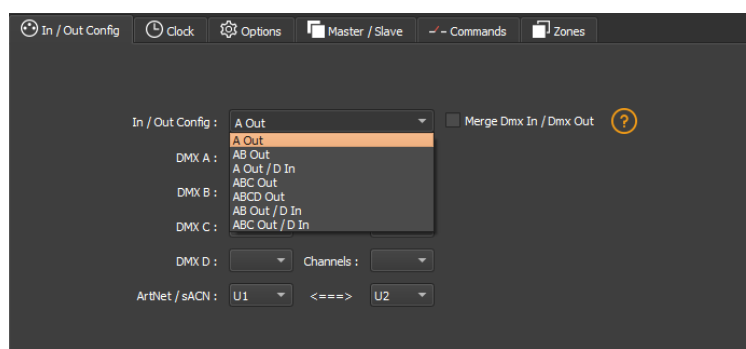 In / Out Config Clock Options Master / Slave Commands Zones
In / Out Config : A Out Merge Dmx In / Dmx Out ?
A Out
AB Out
A Out / D In
ABC Out
ABCD Out
AB Out / D In
ABC Out / D In
DMX A :
DMX B :
DMX C :
DMX D : Channels :
ArtNet / sACN : U1 <===> U2